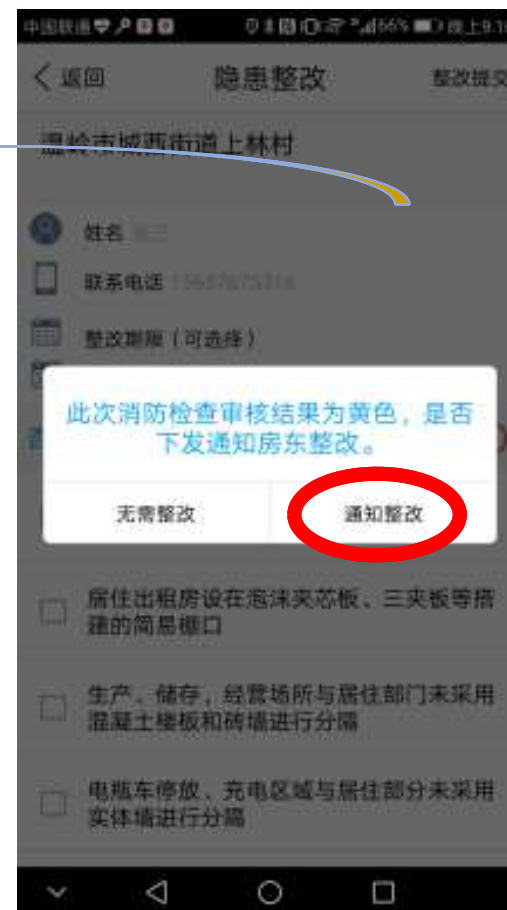 中国联通
66%
晚上9:19
返回
隐患整改
整改提交
温岭市城西街道上林村
姓名
联系电话
整改期限（可选择）
此次消防检查审核结果为黄色，是否
下发通知房东整改。
无需整改
通知整改
居住出租房设在泡沫夹芯板、三夹板等搭
建的简易棚口
生产、储存，经营场所与居住部门未采用
混凝土楼板和砖墙进行分隔
电瓶车停放、充电区域与居住部分未采用
实体墙进行分隔